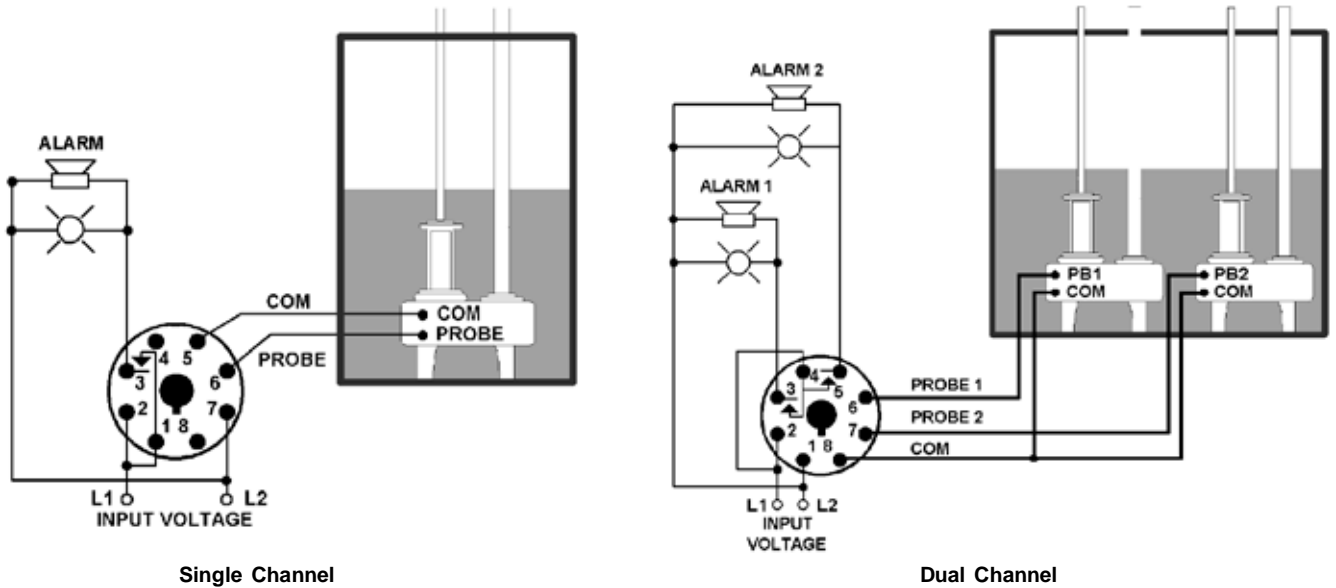 ALARM
COM
COM
PROBE
PROBE
4 5
3 6
2 7
1 8
L1 L2
INPUT VOLTAGE
Single Channel
ALARM 2
ALARM 1
PB1
COM
PB2
COM
PROBE 1
PROBE 2
COM
4 5
3 6
2 7
1 8
L1 L2
INPUT
VOLTAGE
Dual Channel